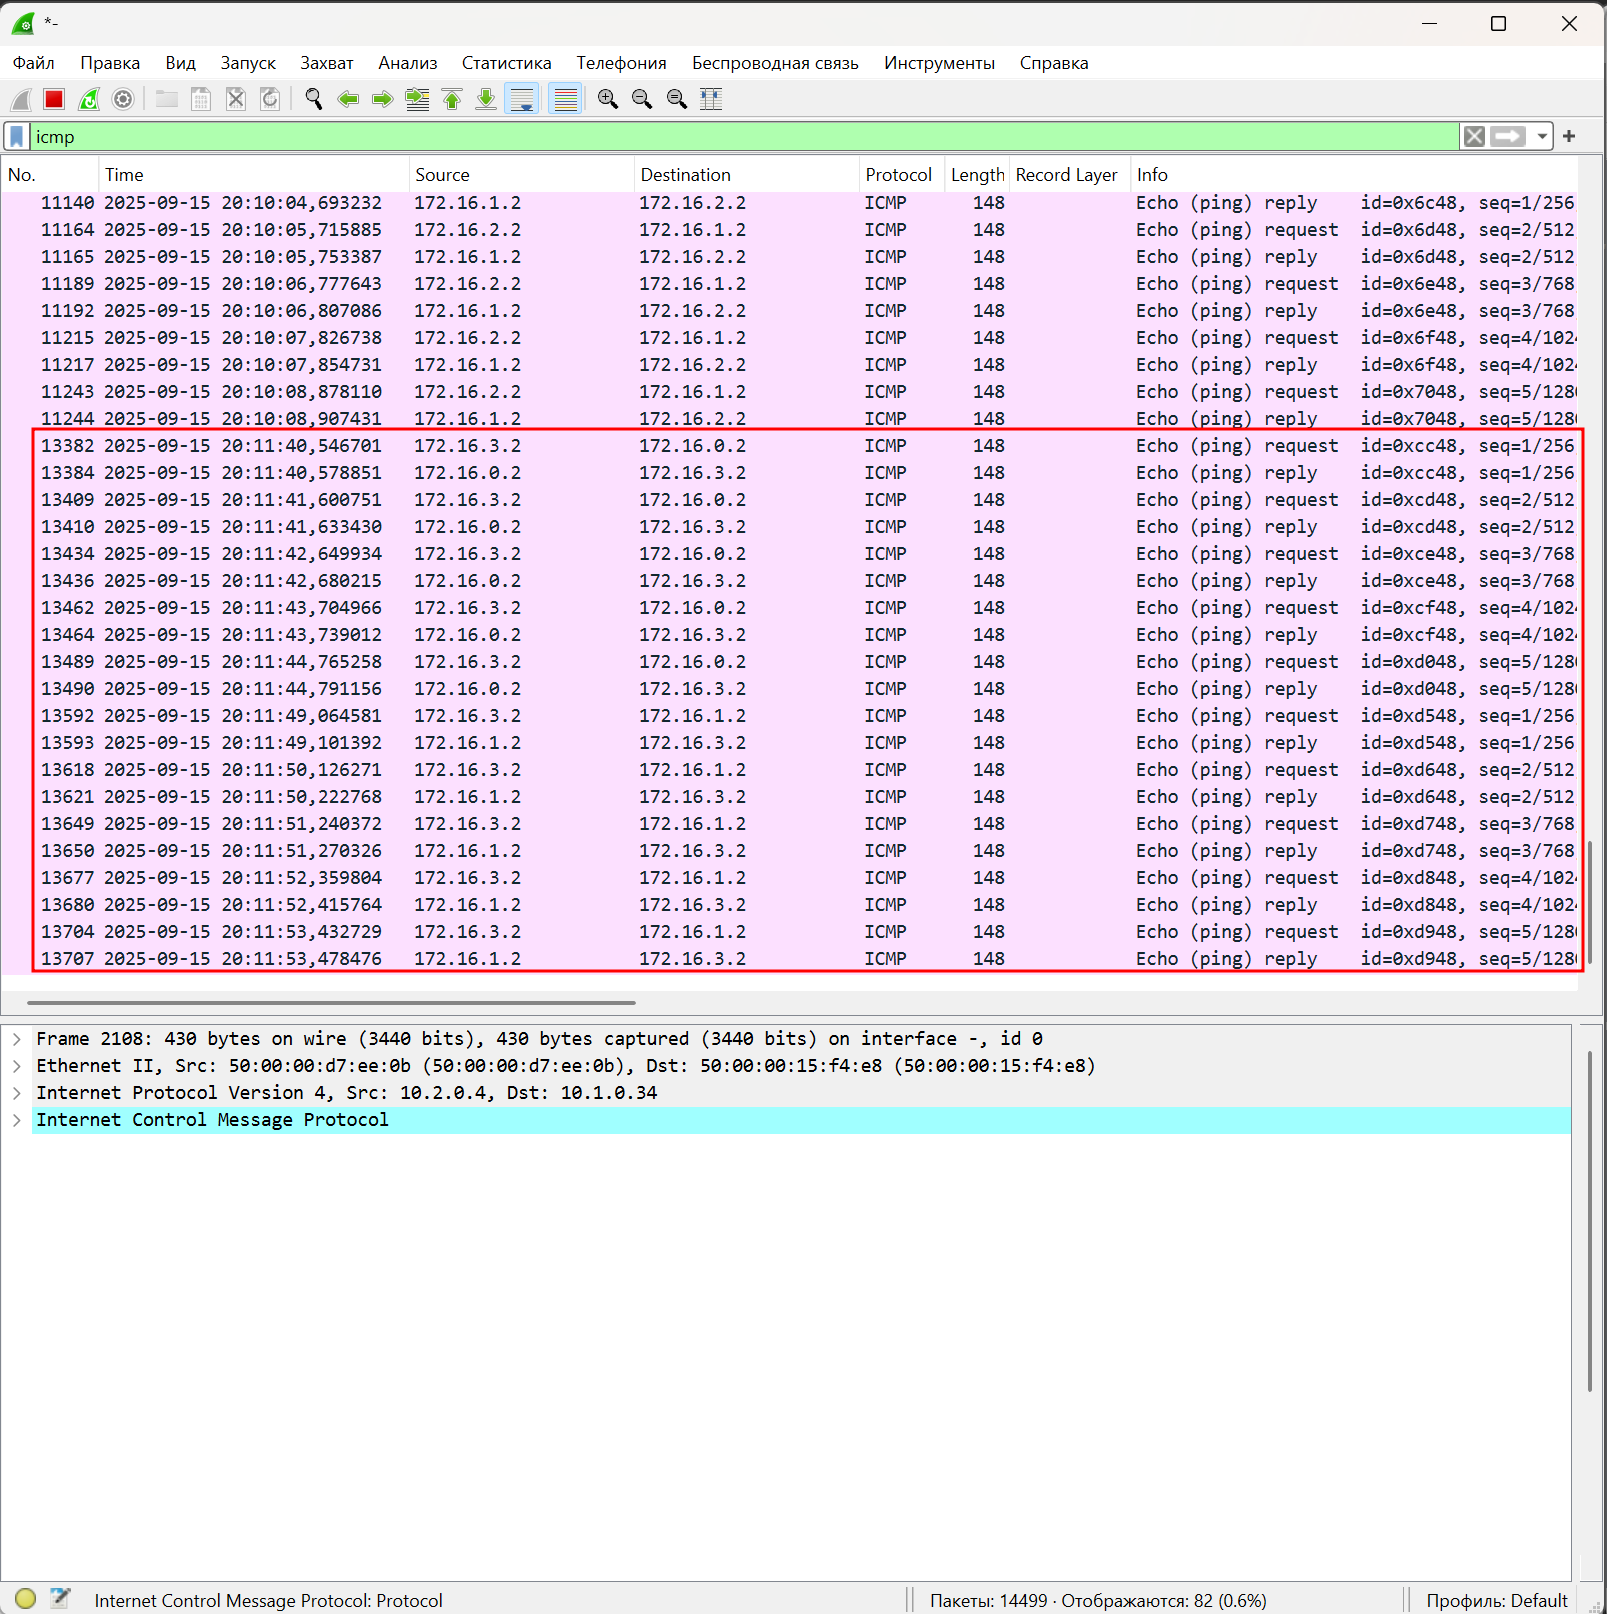 *-
Файл Правка Вид Запуск Захват Анализ Статистика Телефония Беспроводная связь Инструменты Справка
icmp
No. Time Source Destination Protocol Length Record Layer Info
11140 2025-09-15 20:10:04,693232 172.16.1.2 172.16.2.2 ICMP 148 Echo (ping) reply id=0x6c48, seq=1/256
11164 2025-09-15 20:10:05,715885 172.16.2.2 172.16.1.2 ICMP 148 Echo (ping) request id=0x6d48, seq=2/512
11165 2025-09-15 20:10:05,753387 172.16.1.2 172.16.2.2 ICMP 148 Echo (ping) reply id=0x6d48, seq=2/512
11189 2025-09-15 20:10:06,777643 172.16.2.2 172.16.1.2 ICMP 148 Echo (ping) request id=0x6e48, seq=3/768
11192 2025-09-15 20:10:06,807086 172.16.1.2 172.16.2.2 ICMP 148 Echo (ping) reply id=0x6e48, seq=3/768
11215 2025-09-15 20:10:07,826738 172.16.2.2 172.16.1.2 ICMP 148 Echo (ping) request id=0x6f48, seq=4/1024
11217 2025-09-15 20:10:07,854731 172.16.1.2 172.16.2.2 ICMP 148 Echo (ping) reply id=0x6f48, seq=4/1024
11243 2025-09-15 20:10:08,878110 172.16.2.2 172.16.1.2 ICMP 148 Echo (ping) request id=0x7048, seq=5/1280
11244 2025-09-15 20:10:08,907431 172.16.1.2 172.16.2.2 ICMP 148 Echo (ping) reply id=0x7048, seq=5/1280
13382 2025-09-15 20:11:40,546701 172.16.3.2 172.16.0.2 ICMP 148 Echo (ping) request id=0xcc48, seq=1/256
13384 2025-09-15 20:11:40,578851 172.16.0.2 172.16.3.2 ICMP 148 Echo (ping) reply id=0xcc48, seq=1/256
13409 2025-09-15 20:11:41,600751 172.16.3.2 172.16.0.2 ICMP 148 Echo (ping) request id=0xcd48, seq=2/512
13410 2025-09-15 20:11:41,633430 172.16.0.2 172.16.3.2 ICMP 148 Echo (ping) reply id=0xcd48, seq=2/512
13434 2025-09-15 20:11:42,649934 172.16.3.2 172.16.0.2 ICMP 148 Echo (ping) request id=0xce48, seq=3/768
13436 2025-09-15 20:11:42,680215 172.16.0.2 172.16.3.2 ICMP 148 Echo (ping) reply id=0xce48, seq=3/768
13462 2025-09-15 20:11:43,704966 172.16.3.2 172.16.0.2 ICMP 148 Echo (ping) request id=0xcf48, seq=4/1024
13464 2025-09-15 20:11:43,739012 172.16.0.2 172.16.3.2 ICMP 148 Echo (ping) reply id=0xcf48, seq=4/1024
13489 2025-09-15 20:11:44,765258 172.16.3.2 172.16.0.2 ICMP 148 Echo (ping) request id=0xd048, seq=5/1280
13490 2025-09-15 20:11:44,791156 172.16.0.2 172.16.3.2 ICMP 148 Echo (ping) reply id=0xd048, seq=5/1280
13592 2025-09-15 20:11:49,064581 172.16.3.2 172.16.1.2 ICMP 148 Echo (ping) request id=0xd548, seq=1/256
13593 2025-09-15 20:11:49,101392 172.16.1.2 172.16.3.2 ICMP 148 Echo (ping) reply id=0xd548, seq=1/256
13618 2025-09-15 20:11:50,126271 172.16.3.2 172.16.1.2 ICMP 148 Echo (ping) request id=0xd648, seq=2/512
13621 2025-09-15 20:11:50,222768 172.16.1.2 172.16.3.2 ICMP 148 Echo (ping) reply id=0xd648, seq=2/512
13649 2025-09-15 20:11:51,240372 172.16.3.2 172.16.1.2 ICMP 148 Echo (ping) request id=0xd748, seq=3/768
13650 2025-09-15 20:11:51,270326 172.16.1.2 172.16.3.2 ICMP 148 Echo (ping) reply id=0xd748, seq=3/768
13677 2025-09-15 20:11:52,359804 172.16.3.2 172.16.1.2 ICMP 148 Echo (ping) request id=0xd848, seq=4/1024
13680 2025-09-15 20:11:52,415764 172.16.1.2 172.16.3.2 ICMP 148 Echo (ping) reply id=0xd848, seq=4/1024
13704 2025-09-15 20:11:53,432729 172.16.3.2 172.16.1.2 ICMP 148 Echo (ping) request id=0xd948, seq=5/1280
13707 2025-09-15 20:11:53,478476 172.16.1.2 172.16.3.2 ICMP 148 Echo (ping) reply id=0xd948, seq=5/1280
Frame 2108: 430 bytes on wire (3440 bits), 430 bytes captured (3440 bits) on interface -, id 0
Ethernet II, Src: 50:00:00:d7:ee:0b (50:00:00:d7:ee:0b), Dst: 50:00:00:15:f4:e8 (50:00:00:15:f4:e8)
Internet Protocol Version 4, Src: 10.2.0.4, Dst: 10.1.0.34
Internet Control Message Protocol
Internet Control Message Protocol: Protocol Пакеты: 14499 · Отображаются: 82 (0.6%) Профиль: Default